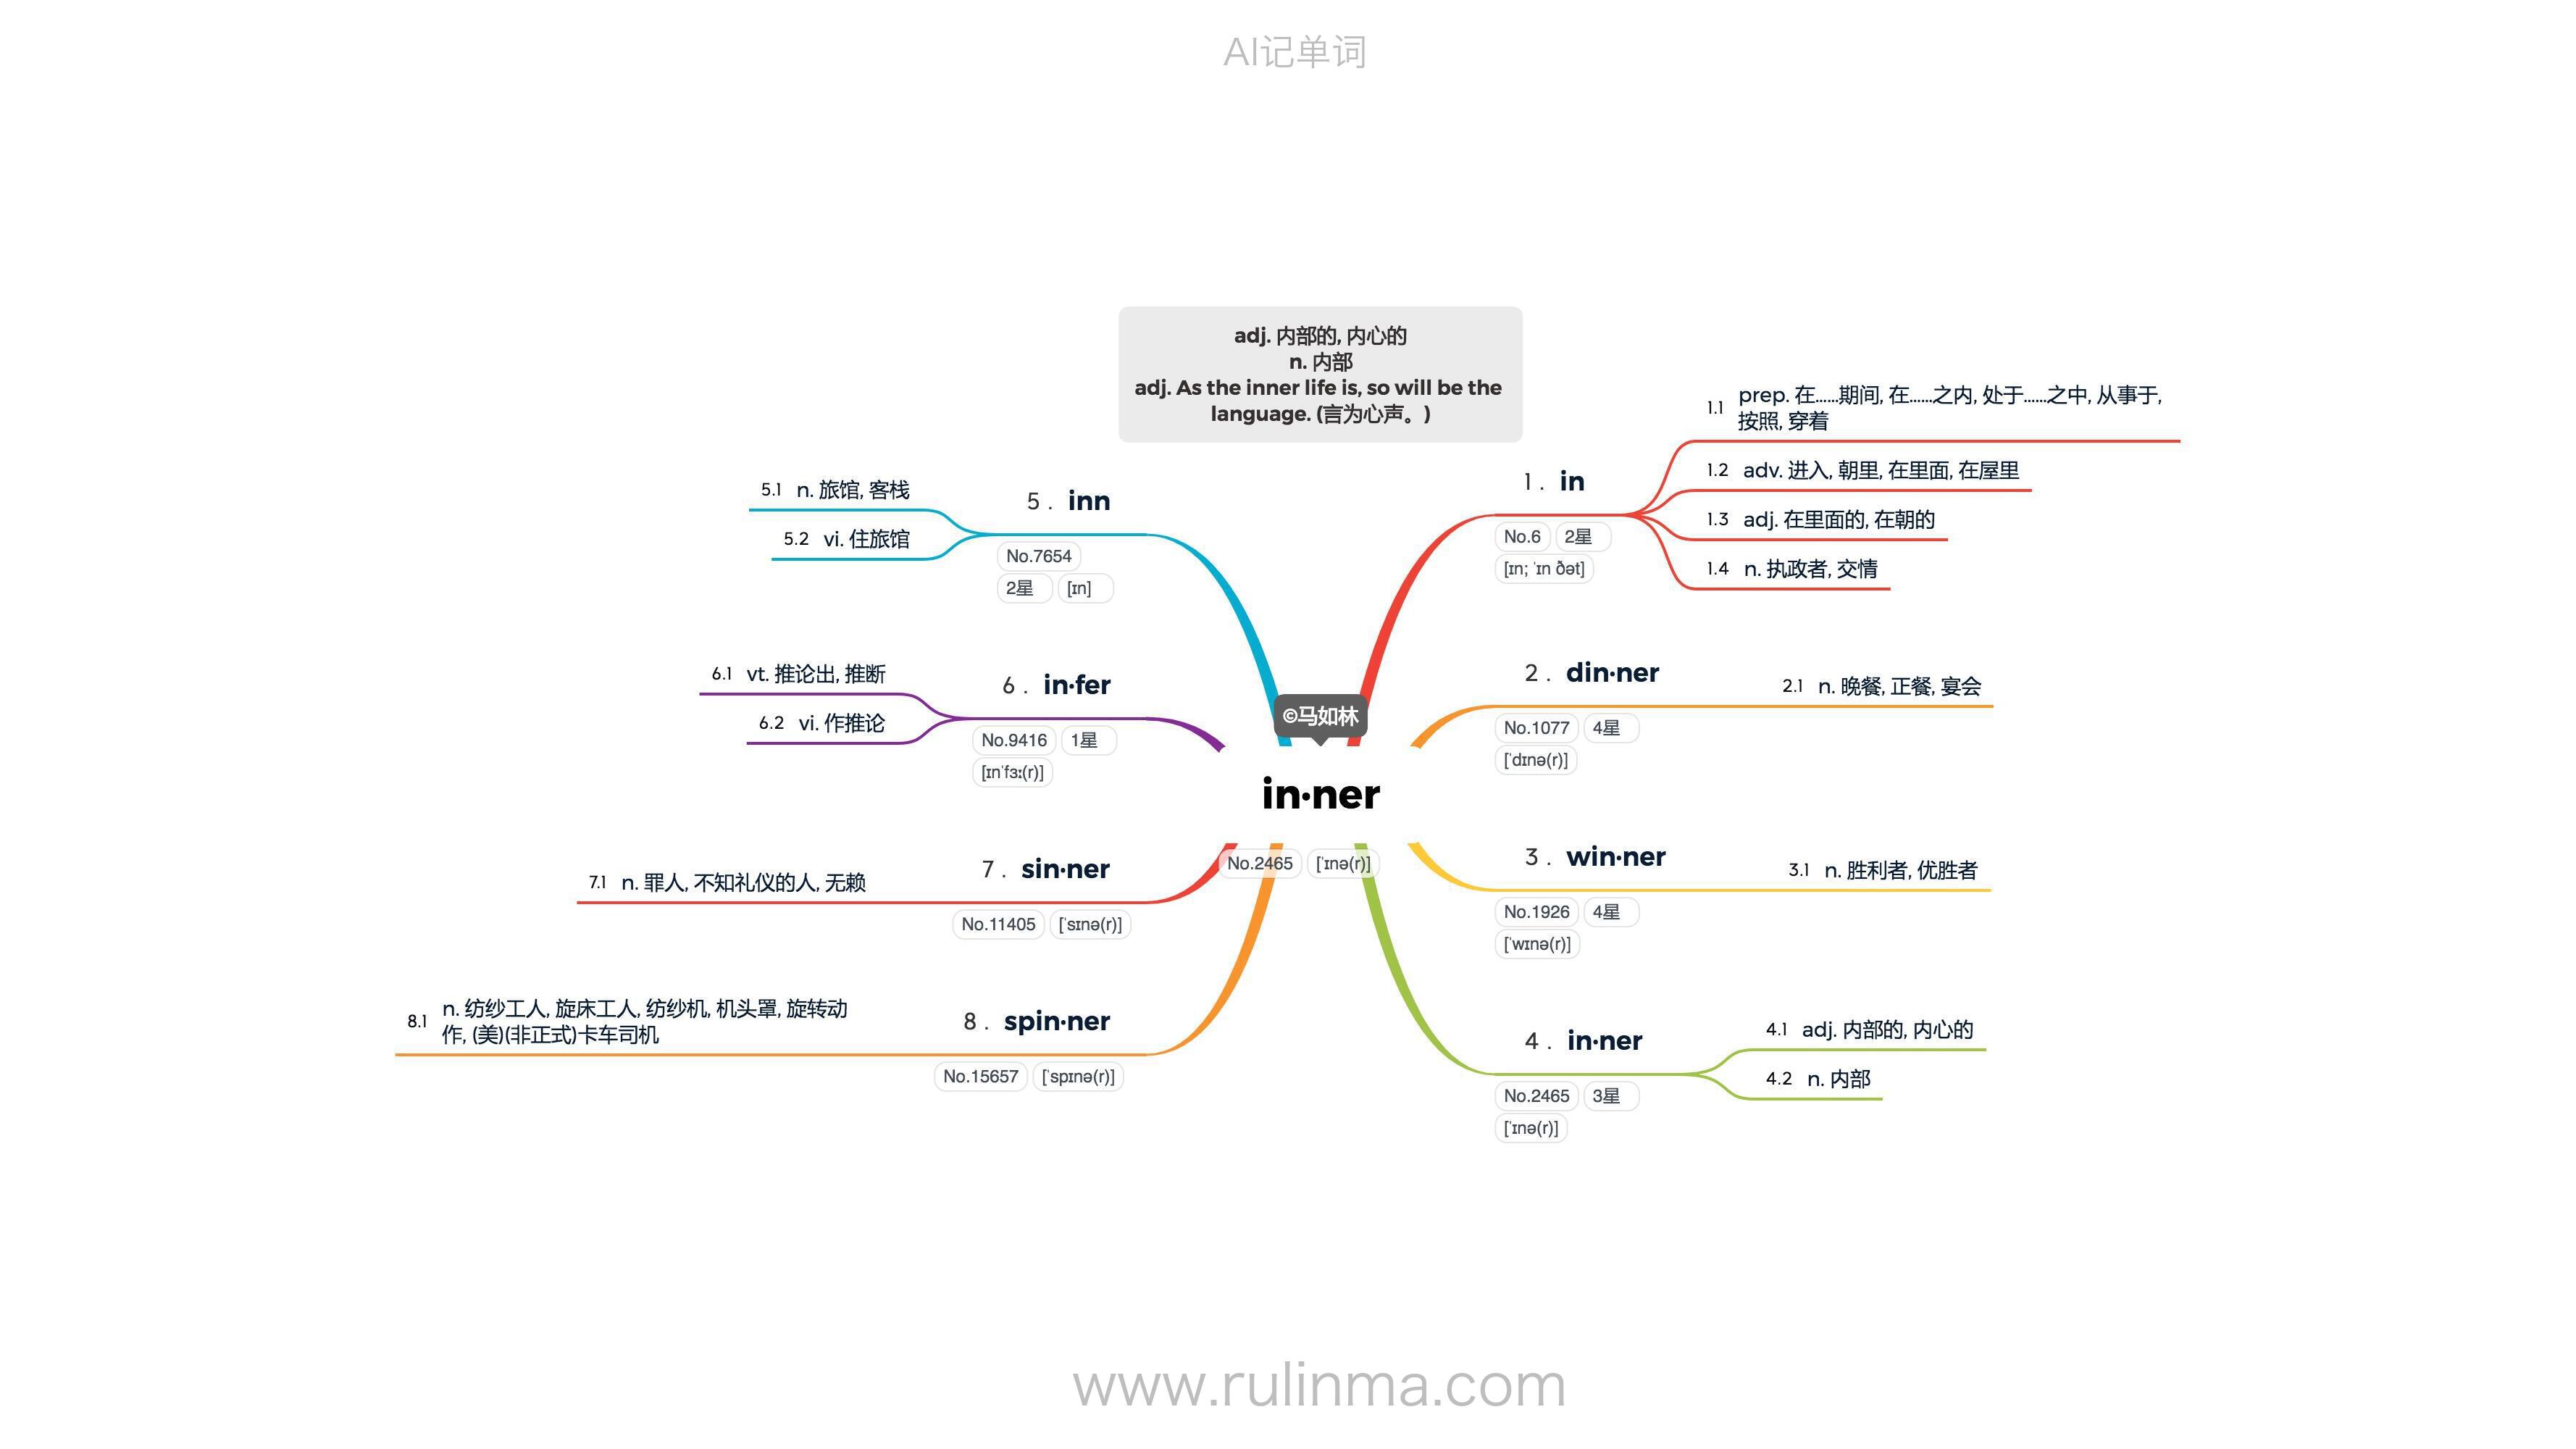 AI记单词
adj. 内部的, 内心的
n. 内部
adj. As the inner life is, so will be the
language. (言为心声。)
©马如林
in·ner
No.2465 [ˈɪnə(r)]
1 . in
No.6 2星
[ɪn; ˈɪn ðət]
1.1 prep. 在……期间, 在……之内, 处于……之中, 从事于,
按照, 穿着
1.2 adv. 进入, 朝里, 在里面, 在屋里
1.3 adj. 在里面的, 在朝的
1.4 n. 执政者, 交情
2 . din·ner
No.1077 4星
[ˈdɪnə(r)]
2.1 n. 晚餐, 正餐, 宴会
3 . win·ner
No.1926 4星
[ˈwɪnə(r)]
3.1 n. 胜利者, 优胜者
4 . in·ner
No.2465 3星
[ˈɪnə(r)]
4.1 adj. 内部的, 内心的
4.2 n. 内部
5 . inn
No.7654
2星 [ɪn]
5.1 n. 旅馆, 客栈
5.2 vi. 住旅馆
6 . in·fer
No.9416 1星
[ɪnˈfɜː(r)]
6.1 vt. 推论出, 推断
6.2 vi. 作推论
7 . sin·ner
No.11405 [ˈsɪnə(r)]
7.1 n. 罪人, 不知礼仪的人, 无赖
8 . spin·ner
No.15657 [ˈspɪnə(r)]
8.1 n. 纺纱工人, 旋床工人, 纺纱机, 机头罩, 旋转动
作, (美)(非正式)卡车司机
www.rulinma.com